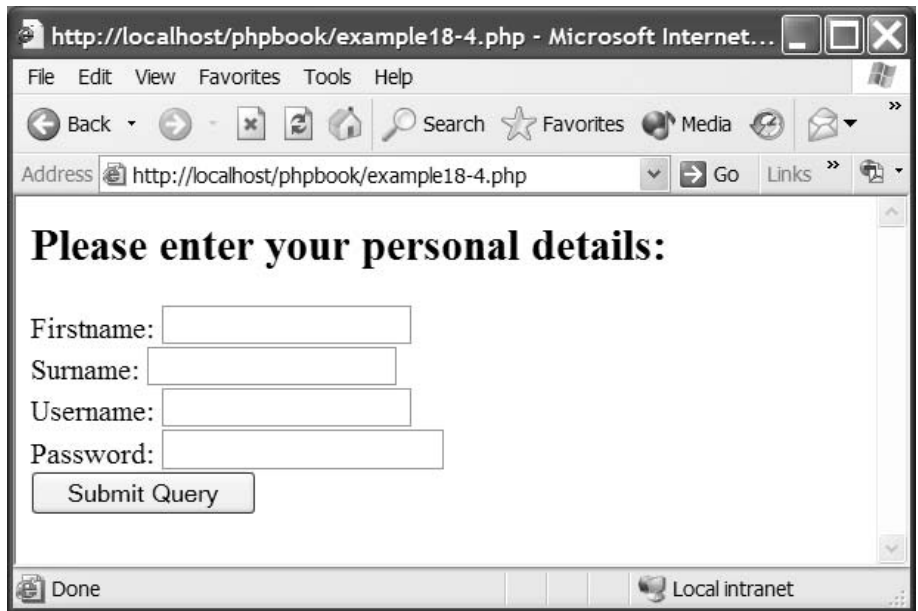 http://localhost/phpbook/example18-4.php - Microsoft Internet...
File Edit View Favorites Tools Help
Back Search Favorites Media »
Address http://localhost/phpbook/example18-4.php Go Links »
Please enter your personal details:
Firstname:
Surname:
Username:
Password:
Submit Query
Done Local intranet